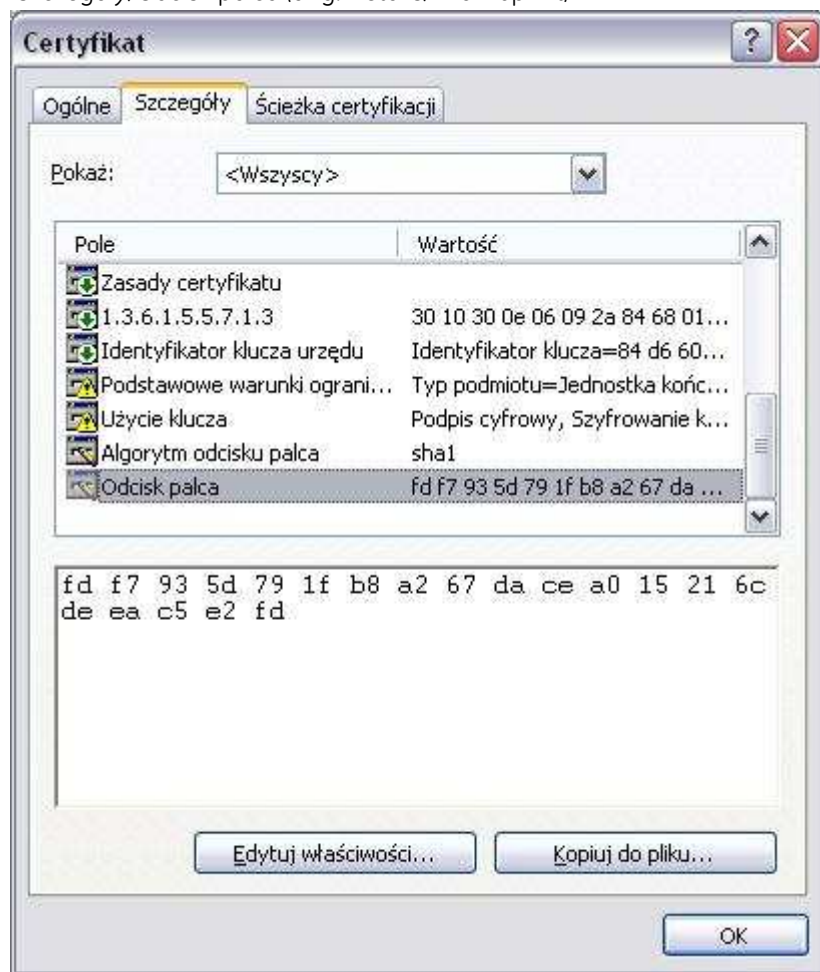 Certyfikat
Ogólne Szczegóły Ścieżka certyfikacji
Pokaż: <Wszyscy>
Pole Wartość
Zasady certyfikatu
1.3.6.1.5.5.7.1.3 30 10 30 0e 06 09 2a 84 68 01...
Identyfikator klucza urzędu Identyfikator klucza=84 d6 60...
Podstawowe warunki ograni... Typ podmiotu=Jednostka końc...
Użycie klucza Podpis cyfrowy, Szyfrowanie k...
Algorytm odcisku palca sha1
Odcisk palca fd f7 93 5d 79 1f b8 a2 67 da ...
fd f7 93 5d 79 1f b8 a2 67 da ce a0 15 21 6c
de ea c5 e2 fd
Edytuj właściwości... Kopiuj do pliku...
OK